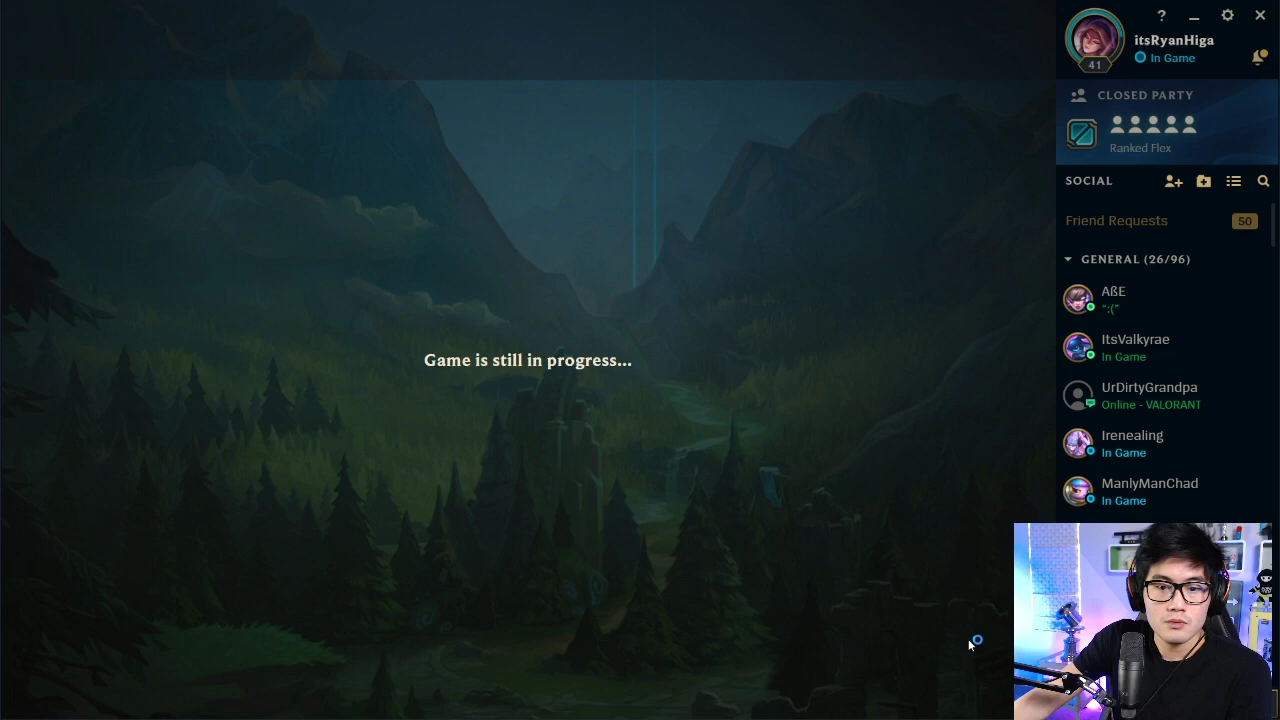 ?
itsRyanHiga
41
In Game
CLOSED PARTY
Ranked Flex
SOCIAL
Friend Requests
50
GENERAL (26/96)
AßE
“:(”
ItsValkyrae
In Game
UrDirtyGrandpa
Online - VALORANT
Irenealing
In Game
ManlyManChad
In Game
Game is still in progress...